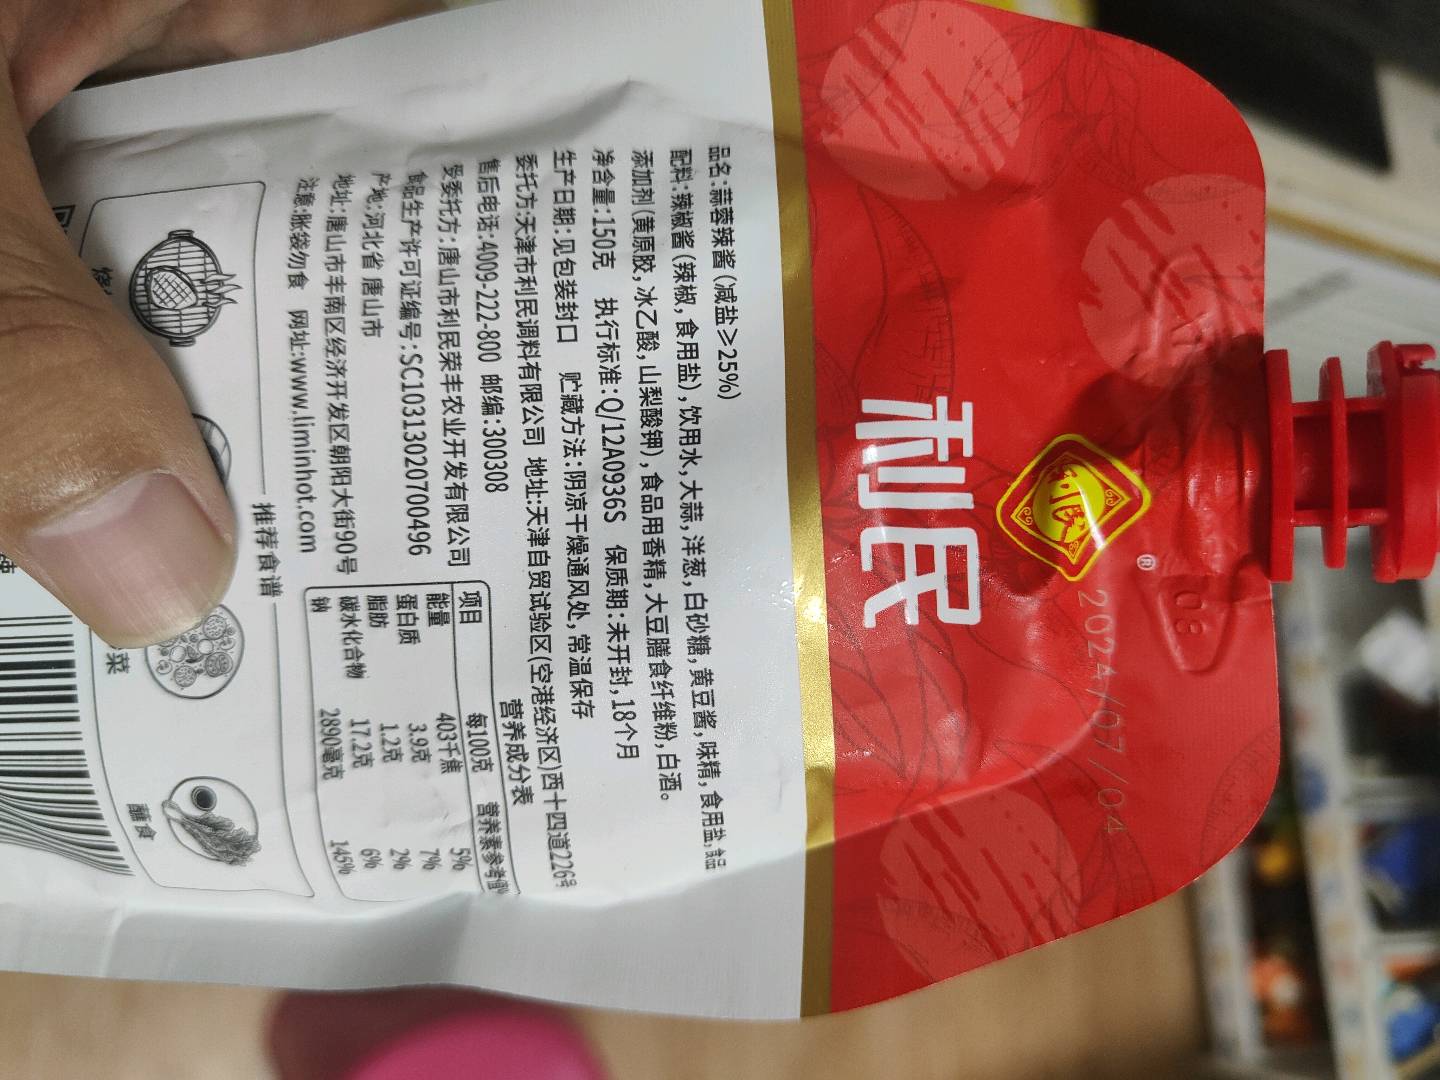 利民
®
08
2024/07/04
品名:蒜蓉辣酱(减盐≥25%)
配料:辣椒酱(辣椒,食用盐),饮用水,大蒜,洋葱,白砂糖,黄豆酱,味精,食用盐,食品
添加剂(黄原胶,冰乙酸,山梨酸钾),食品用香精,大豆膳食纤维粉,白酒。
净含量:150克 执行标准:Q/12A0936S 保质期:未开封,18个月
生产日期:见包装封口 贮藏方法:阴凉干燥通风处,常温保存
委托方:天津市利民调料有限公司 地址:天津自贸试验区(空港经济区)西十四道226号
售后电话:4009-222-800 邮编:300308
受委托方:唐山市利民荣丰农业开发有限公司
食品生产许可证编号:SC10313020700496
产地:河北省 唐山市
地址:唐山市丰南区经济开发区朝阳大街90号
注意:胀袋勿食 网址:www.liminhot.com
营养成分表
项目 每100克 营养素参考值
能量 403千焦 5%
蛋白质 3.9克 7%
脂肪 1.2克 2%
碳水化合物 17.2克 6%
钠 2890毫克 145%
推荐食谱
烧
菜
蘸食